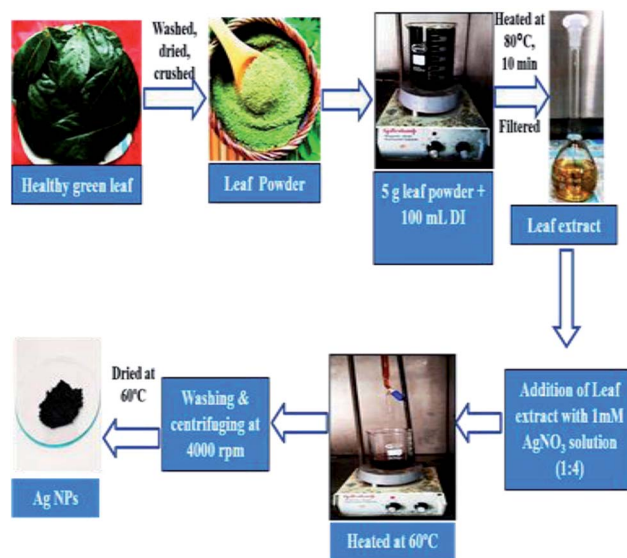 Healthy green leaf
Washed,
dried,
crushed
Leaf Powder
5 g leaf powder +
100 mL DI
Heated at
80°C,
10 min
Filtered
Leaf extract
Addition of Leaf
extract with 1mM
AgNO₃ solution
(1:4)
Heated at 60°C
Washing &
centrifuging at
4000 rpm
Dried at
60°C
Ag NPs